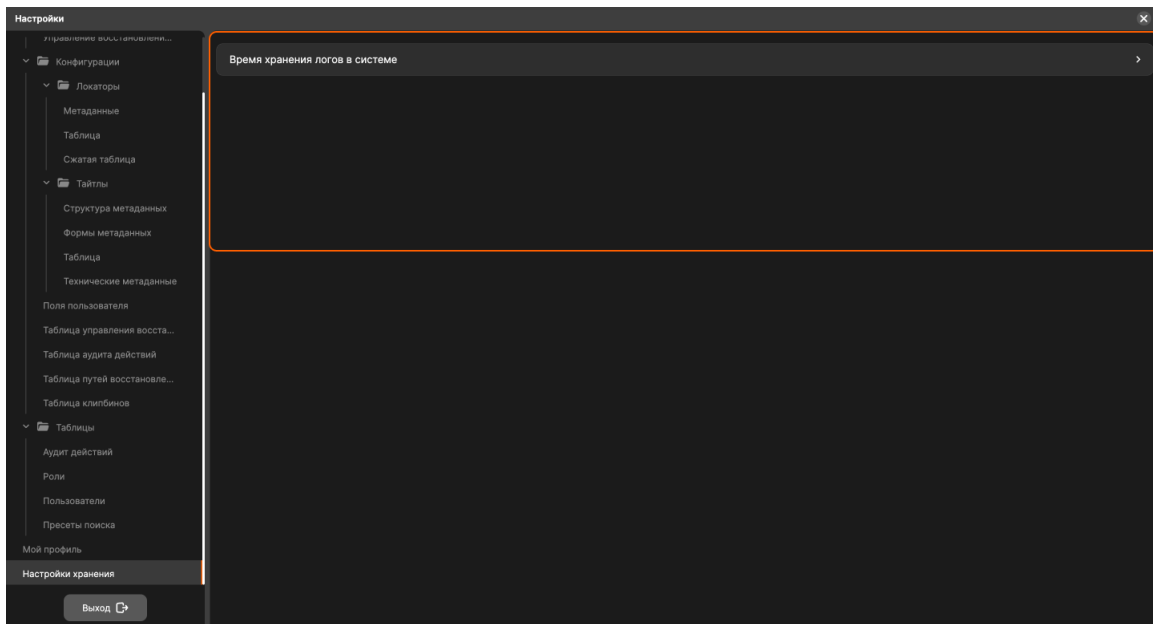 Настройки
Управление восстановлени...
Конфигурации
Локаторы
Метаданные
Таблица
Сжатая таблица
Тайтлы
Структура метаданных
Формы метаданных
Таблица
Технические метаданные
Поля пользователя
Таблица управления восста...
Таблица аудита действий
Таблица путей восстановле...
Таблица клипбинов
Таблицы
Аудит действий
Роли
Пользователи
Пресеты поиска
Мой профиль
Настройки хранения
Выход
Время хранения логов в системе